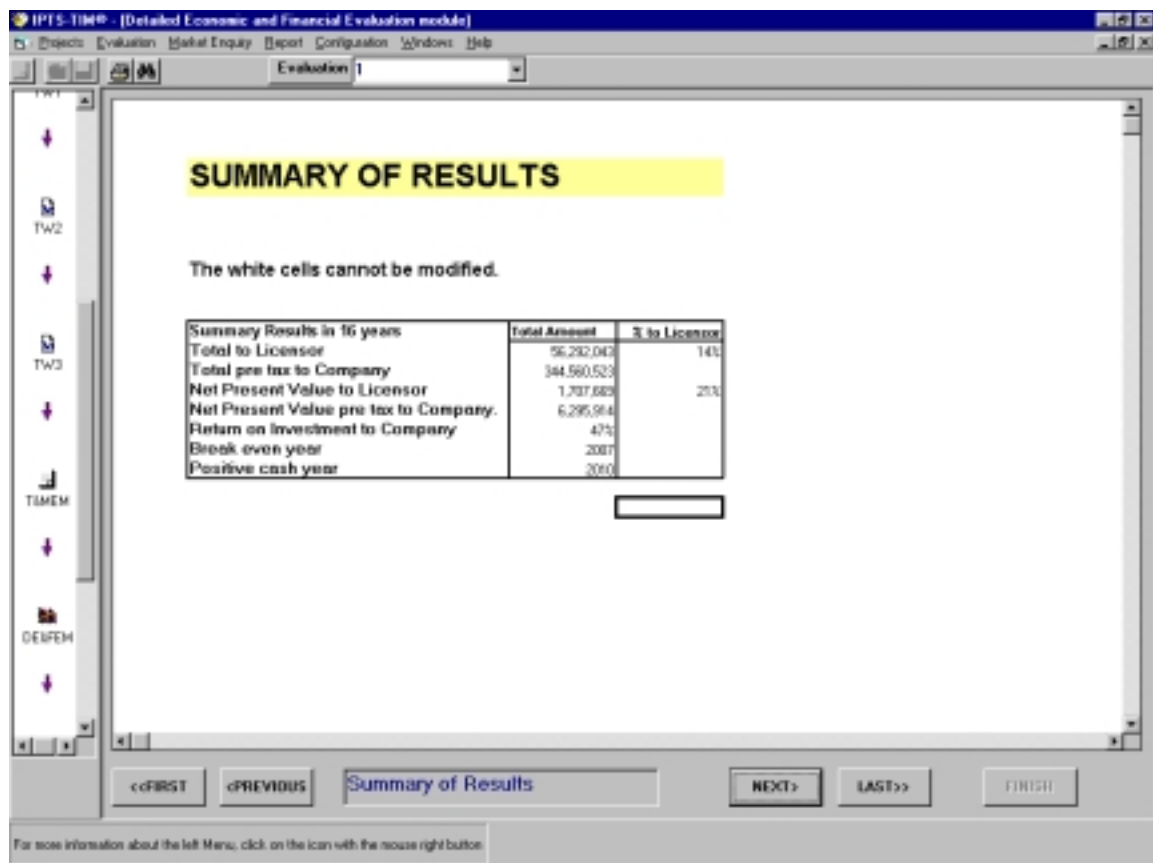 IPTS-TIM® - [Detailed Economic and Financial Evaluation module]
Projects Evaluation Market Enquiry Report Configuration Windows Help
Evaluation 1
TW1
TW2
TW3
DE&FEM
SUMMARY OF RESULTS
The white cells cannot be modified.
Summary Results in 16 years Total Amount % to Licensor
Total to Licensor 56,292,043 14%
Total pre tax to Company 344,560,523
Net Present Value to Licensor 21%
Net Present Value pre tax to Company. 6,295,914
Return on Investment to Company 47%
Break even year 2007
Positive cash year 2010
<<FIRST <PREVIOUS Summary of Results NEXT> LAST>> FINISH
For more information about the left Menu, click on the icon with the mouse right button